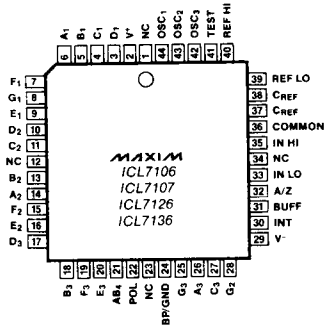 A1 B1 C1 D1 V+ NC OSC1 OSC2 OSC3 TEST REF HI
6 5 4 3 2 1 44 43 42 41 40
F1 7
G1 8
E1 9
D2 10
C2 11
NC 12
B2 13
A2 14
F2 15
E2 16
D3 17
MAXIM
ICL7106
ICL7107
ICL7126
ICL7136
39 REF LO
38 CREF
37 CREF
36 COMMON
35 IN HI
34 NC
33 IN LO
32 A/Z
31 BUFF
30 INT
29 V-
18 19 20 21 22 23 24 25 26 27 28
B3 F3 E3 AB4 POL NC BP/GND G3 A3 C3 G2